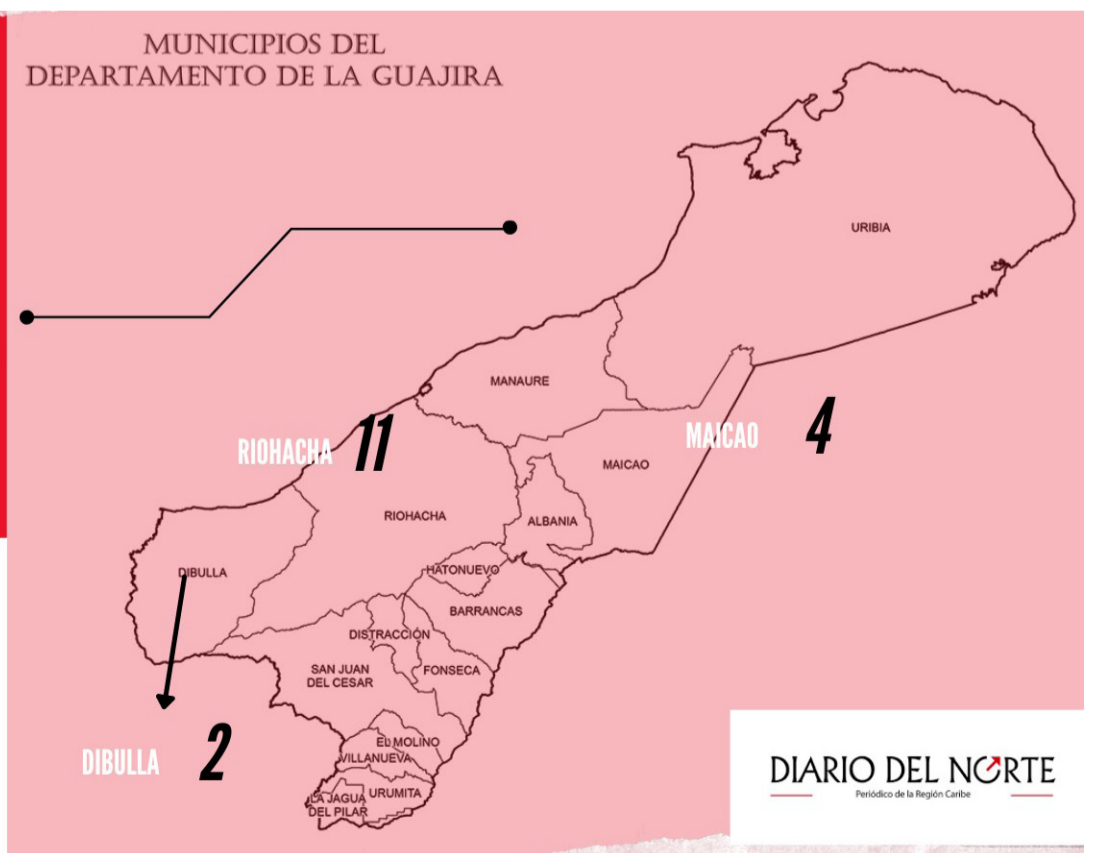 MUNICIPIOS DEL
DEPARTAMENTO DE LA GUAJIRA
URIBIA
MANAURE
RIOHACHA 11
MAICAO 4
MAICAO
RIOHACHA
ALBANIA
DIBULLA
HATONUEVO
BARRANCAS
DISTRACCIÓN
SAN JUAN
DEL CESAR
FONSECA
EL MOLINO
VILLANUEVA
URUMITA
LA JAGUA
DEL PILAR
DIBULLA 2
DIARIO DEL NORTE
Periódico de la Región Caribe